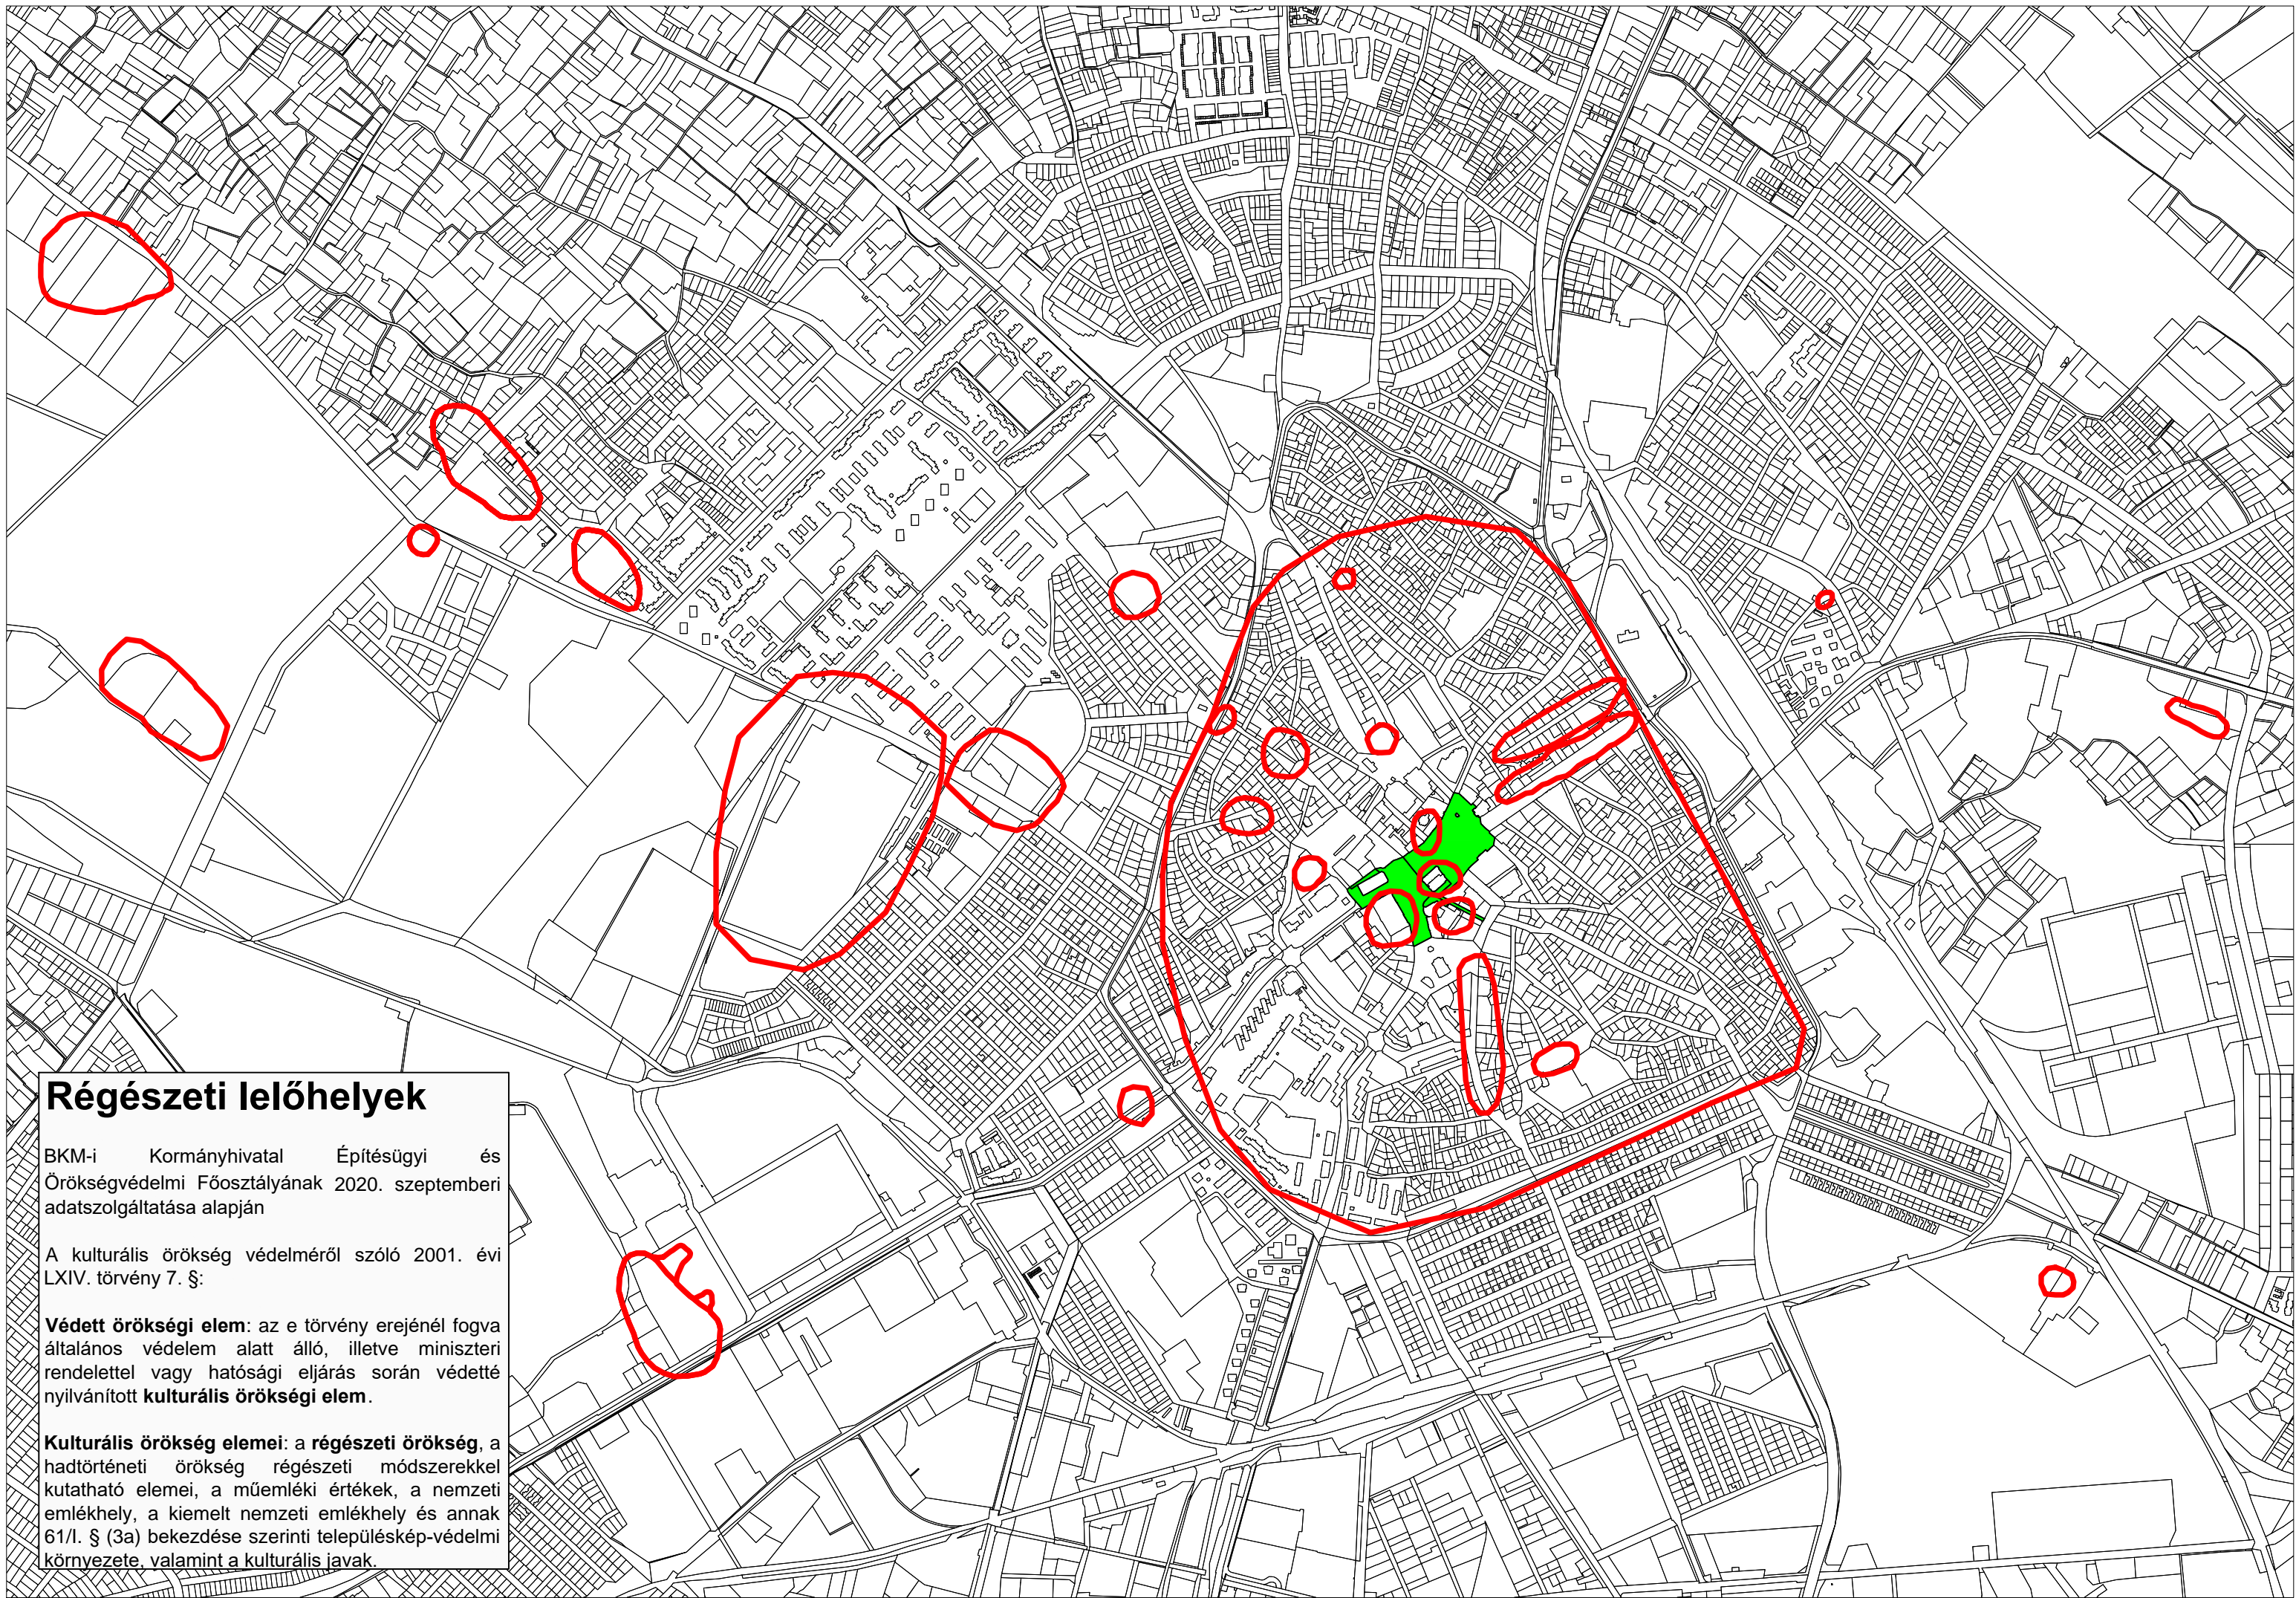 Régészeti lelőhelyek
BKM-i Kormányhivatal Építésügyi és
Örökségvédelmi Főosztályának 2020. szeptemberi
adatszolgáltatása alapján
A kulturális örökség védelméről szóló 2001. évi
LXIV. törvény 7. §:
Védett örökségi elem: az e törvény erejénél fogva
általános védelem alatt álló, illetve miniszteri
rendelettel vagy hatósági eljárás során védetté
nyilvánított kulturális örökségi elem.
Kulturális örökség elemei: a régészeti örökség, a
hadtörténeti örökség régészeti módszerekkel
kutatható elemei, a műemléki értékek, a nemzeti
emlékhely, a kiemelt nemzeti emlékhely és annak
61/I. § (3a) bekezdése szerinti településkép-védelmi
környezete, valamint a kulturális javak.